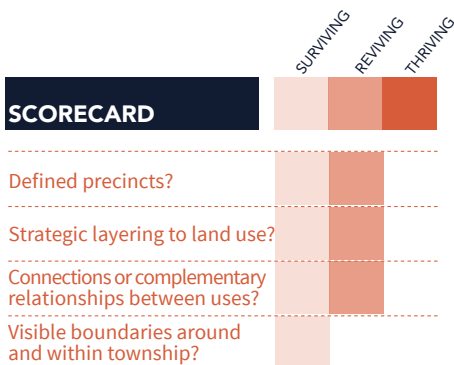 SURVIVING
REVIVING
THRIVING
SCORECARD
Defined precincts?
Strategic layering to land use?
Connections or complementary
relationships between uses?
Visible boundaries around
and within township?